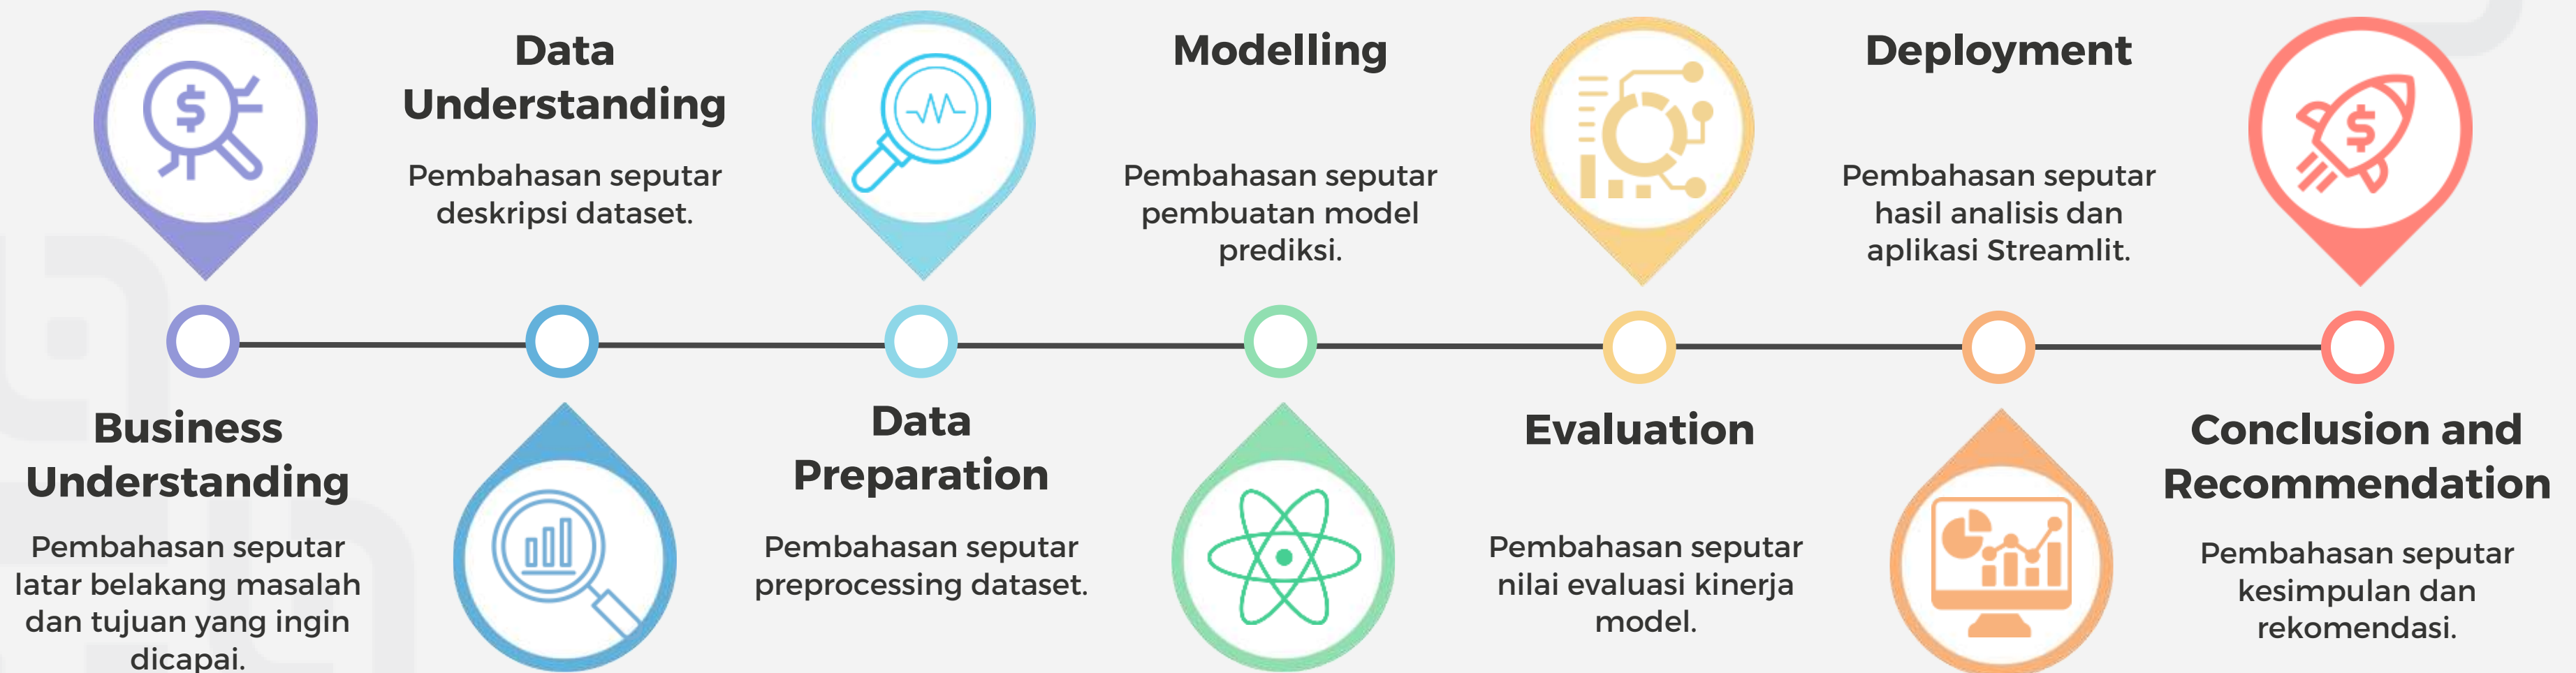 Business
Understanding
Pembahasan seputar
latar belakang masalah
dan tujuan yang ingin
dicapai.
Data
Understanding
Pembahasan seputar
deskripsi dataset.
Data
Preparation
Pembahasan seputar
preprocessing dataset.
Modelling
Pembahasan seputar
pembuatan model
prediksi.
Evaluation
Pembahasan seputar
nilai evaluasi kinerja
model.
Deployment
Pembahasan seputar
hasil analisis dan
aplikasi Streamlit.
Conclusion and
Recommendation
Pembahasan seputar
kesimpulan dan
rekomendasi.